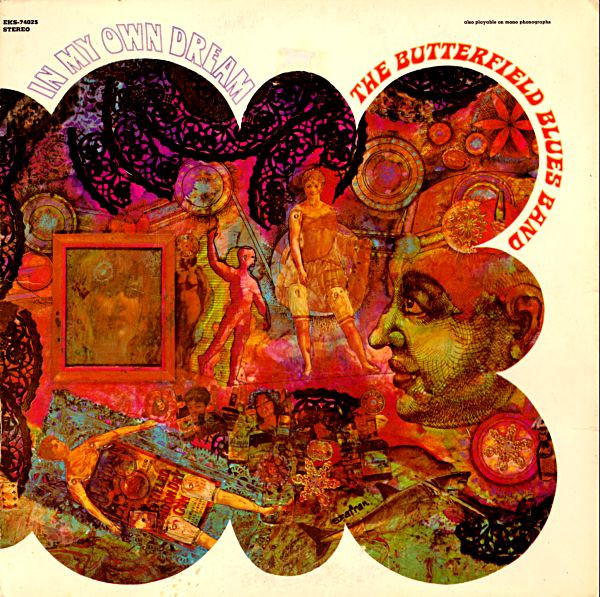 EKS-74025
STEREO
also playable on mono phonographs
IN MY OWN DREAM
THE BUTTERFIELD BLUES BAND